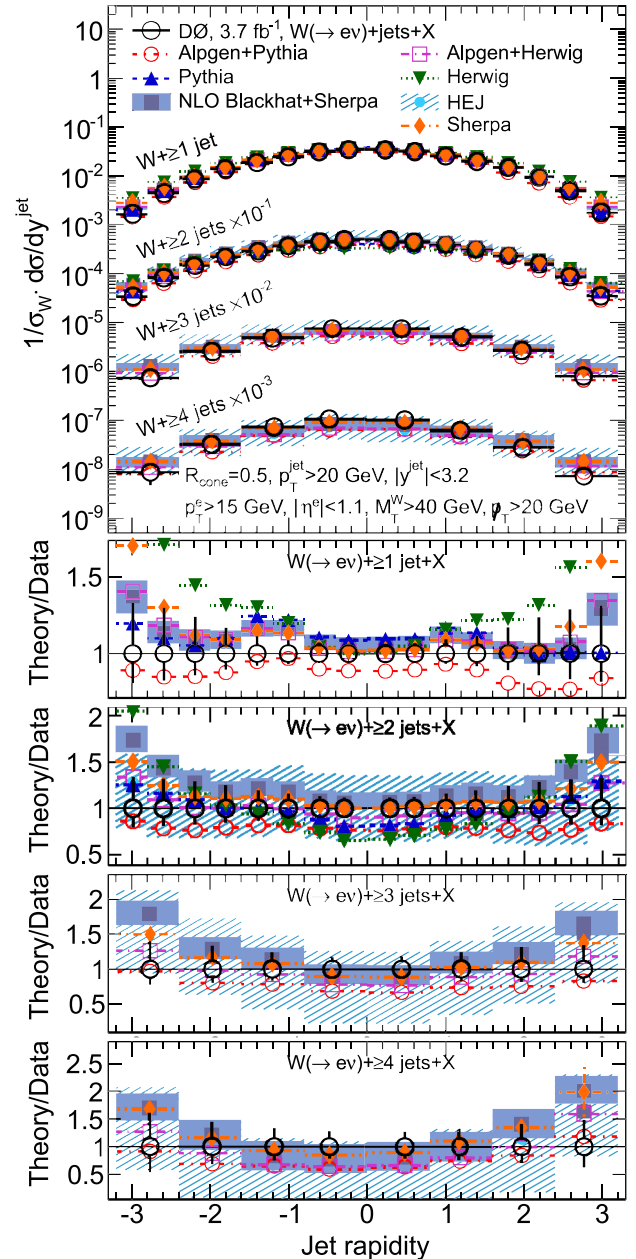 DØ, 3.7 fb⁻¹, W(→ eν)+jets+X
Alpgen+Pythia
Alpgen+Herwig
Pythia
Herwig
NLO Blackhat+Sherpa
HEJ
Sherpa
1/σ_W · dσ/dy^jet
10
1
10⁻¹
10⁻²
10⁻³
10⁻⁴
10⁻⁵
10⁻⁶
10⁻⁷
10⁻⁸
10⁻⁹
W+≥1 jet
W+≥2 jets ×10⁻¹
W+≥3 jets ×10⁻²
W+≥4 jets ×10⁻³
R_cone=0.5, p_T^jet>20 GeV, |y^jet|<3.2
p_T^e>15 GeV, |η^e|<1.1, M_T^W>40 GeV, p̸_T>20 GeV
Theory/Data
W(→ eν)+≥1 jet+X
1.5
1
Theory/Data
W(→ eν)+≥2 jets+X
2
1.5
1
0.5
Theory/Data
W(→ eν)+≥3 jets+X
2
1.5
1
0.5
Theory/Data
W(→ eν)+≥4 jets+X
2.5
2
1.5
1
0.5
-3 -2 -1 0 1 2 3
Jet rapidity